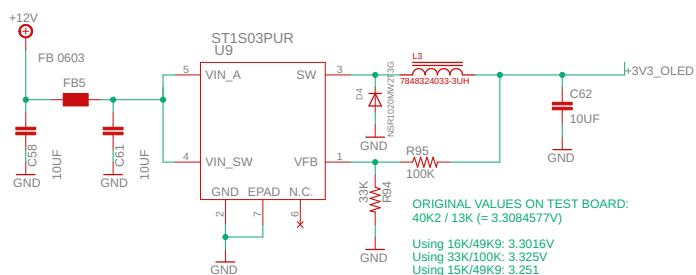 +12V
FB 0603
FB5
C58
10UF
GND
C61
10UF
GND
ST1S03PUR
U9
5
VIN_A
4
VIN_SW
SW
3
VFB
1
GND
EPAD
N.C.
2
7
6
GND
D4
NSR1020MW2T3G
GND
L3
7848324033-3UH
R95
100K
33K
R94
GND
+3V3_OLED
C62
10UF
GND
ORIGINAL VALUES ON TEST BOARD:
40K2 / 13K (= 3.3084577V)
Using 16K/49K9: 3.3016V
Using 33K/100K: 3.325V
Using 15K/49K9: 3.251